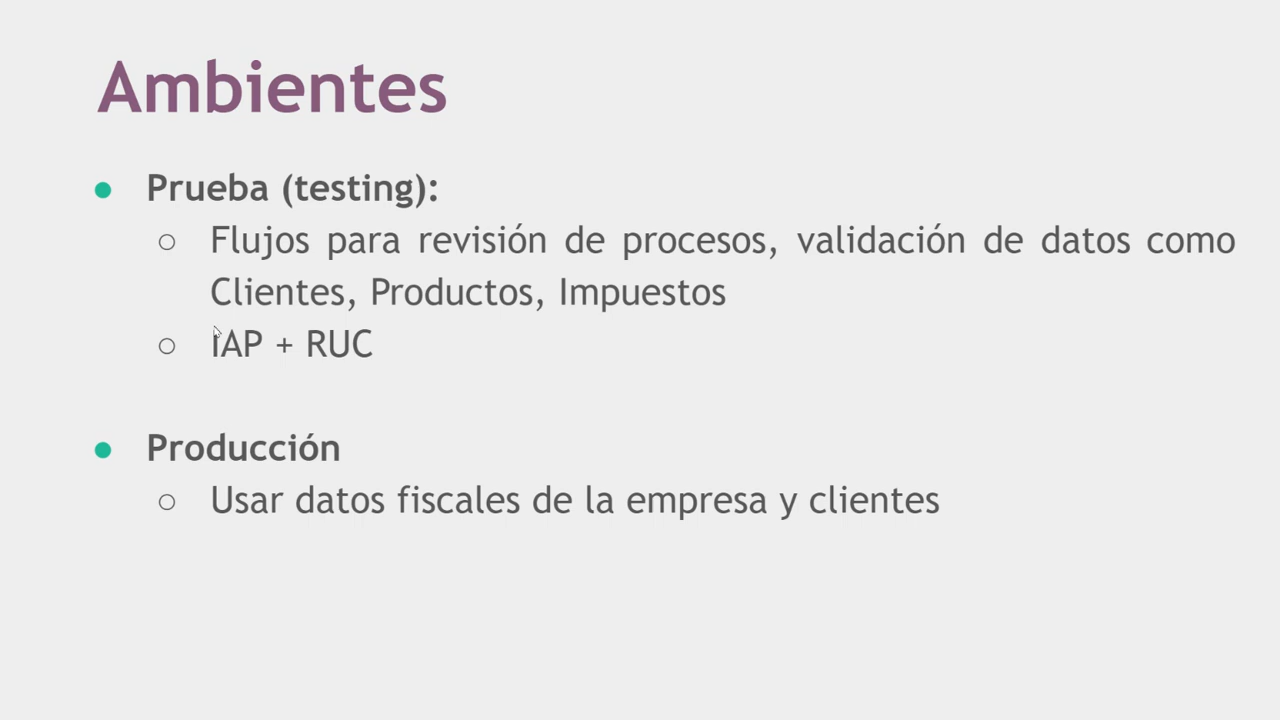 Ambientes
Prueba (testing):
Flujos para revisión de procesos, validación de datos como
Clientes, Productos, Impuestos
IAP + RUC
Producción
Usar datos fiscales de la empresa y clientes